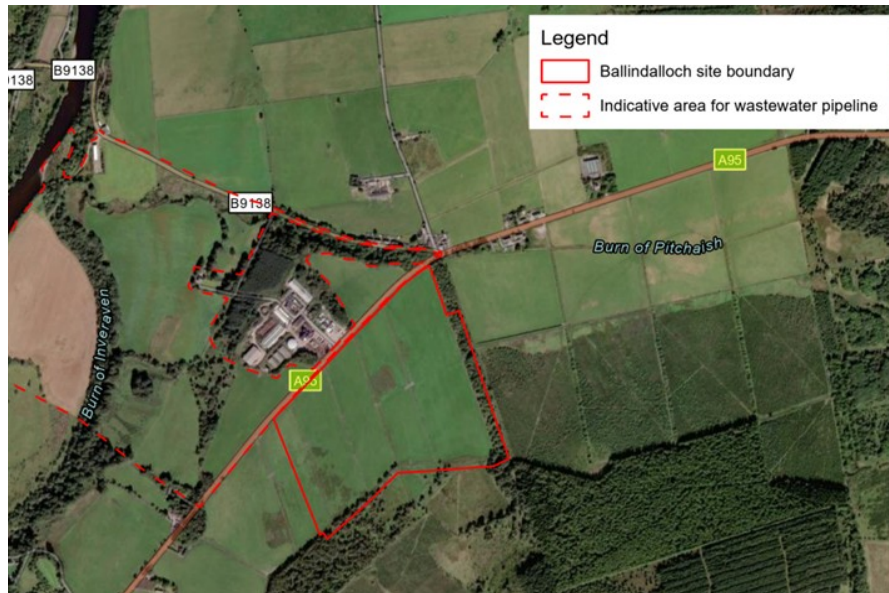 Legend
Ballindalloch site boundary
Indicative area for wastewater pipeline
B9138
9138
A95
B9138
Burn of Pitchaish
Burn of Inveraven
A95